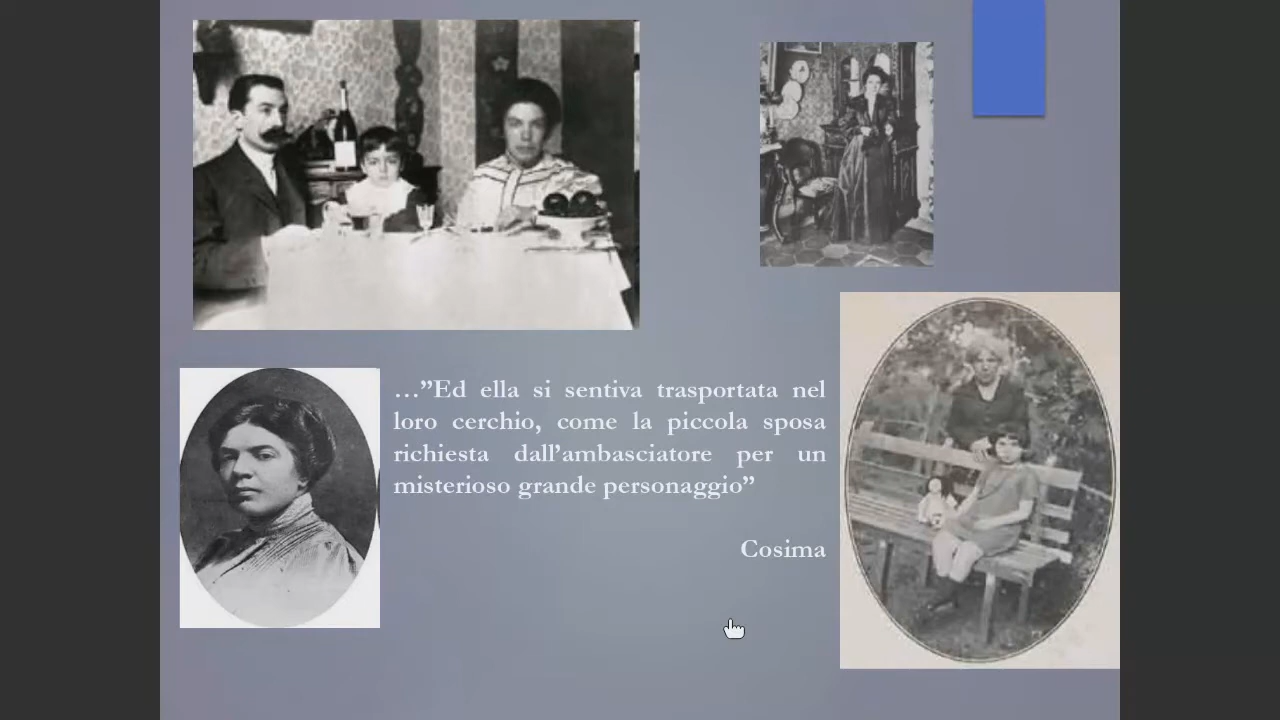 …”Ed ella si sentiva trasportata nel
loro cerchio, come la piccola sposa
richiesta dall’ambasciatore per un
misterioso grande personaggio”
Cosima